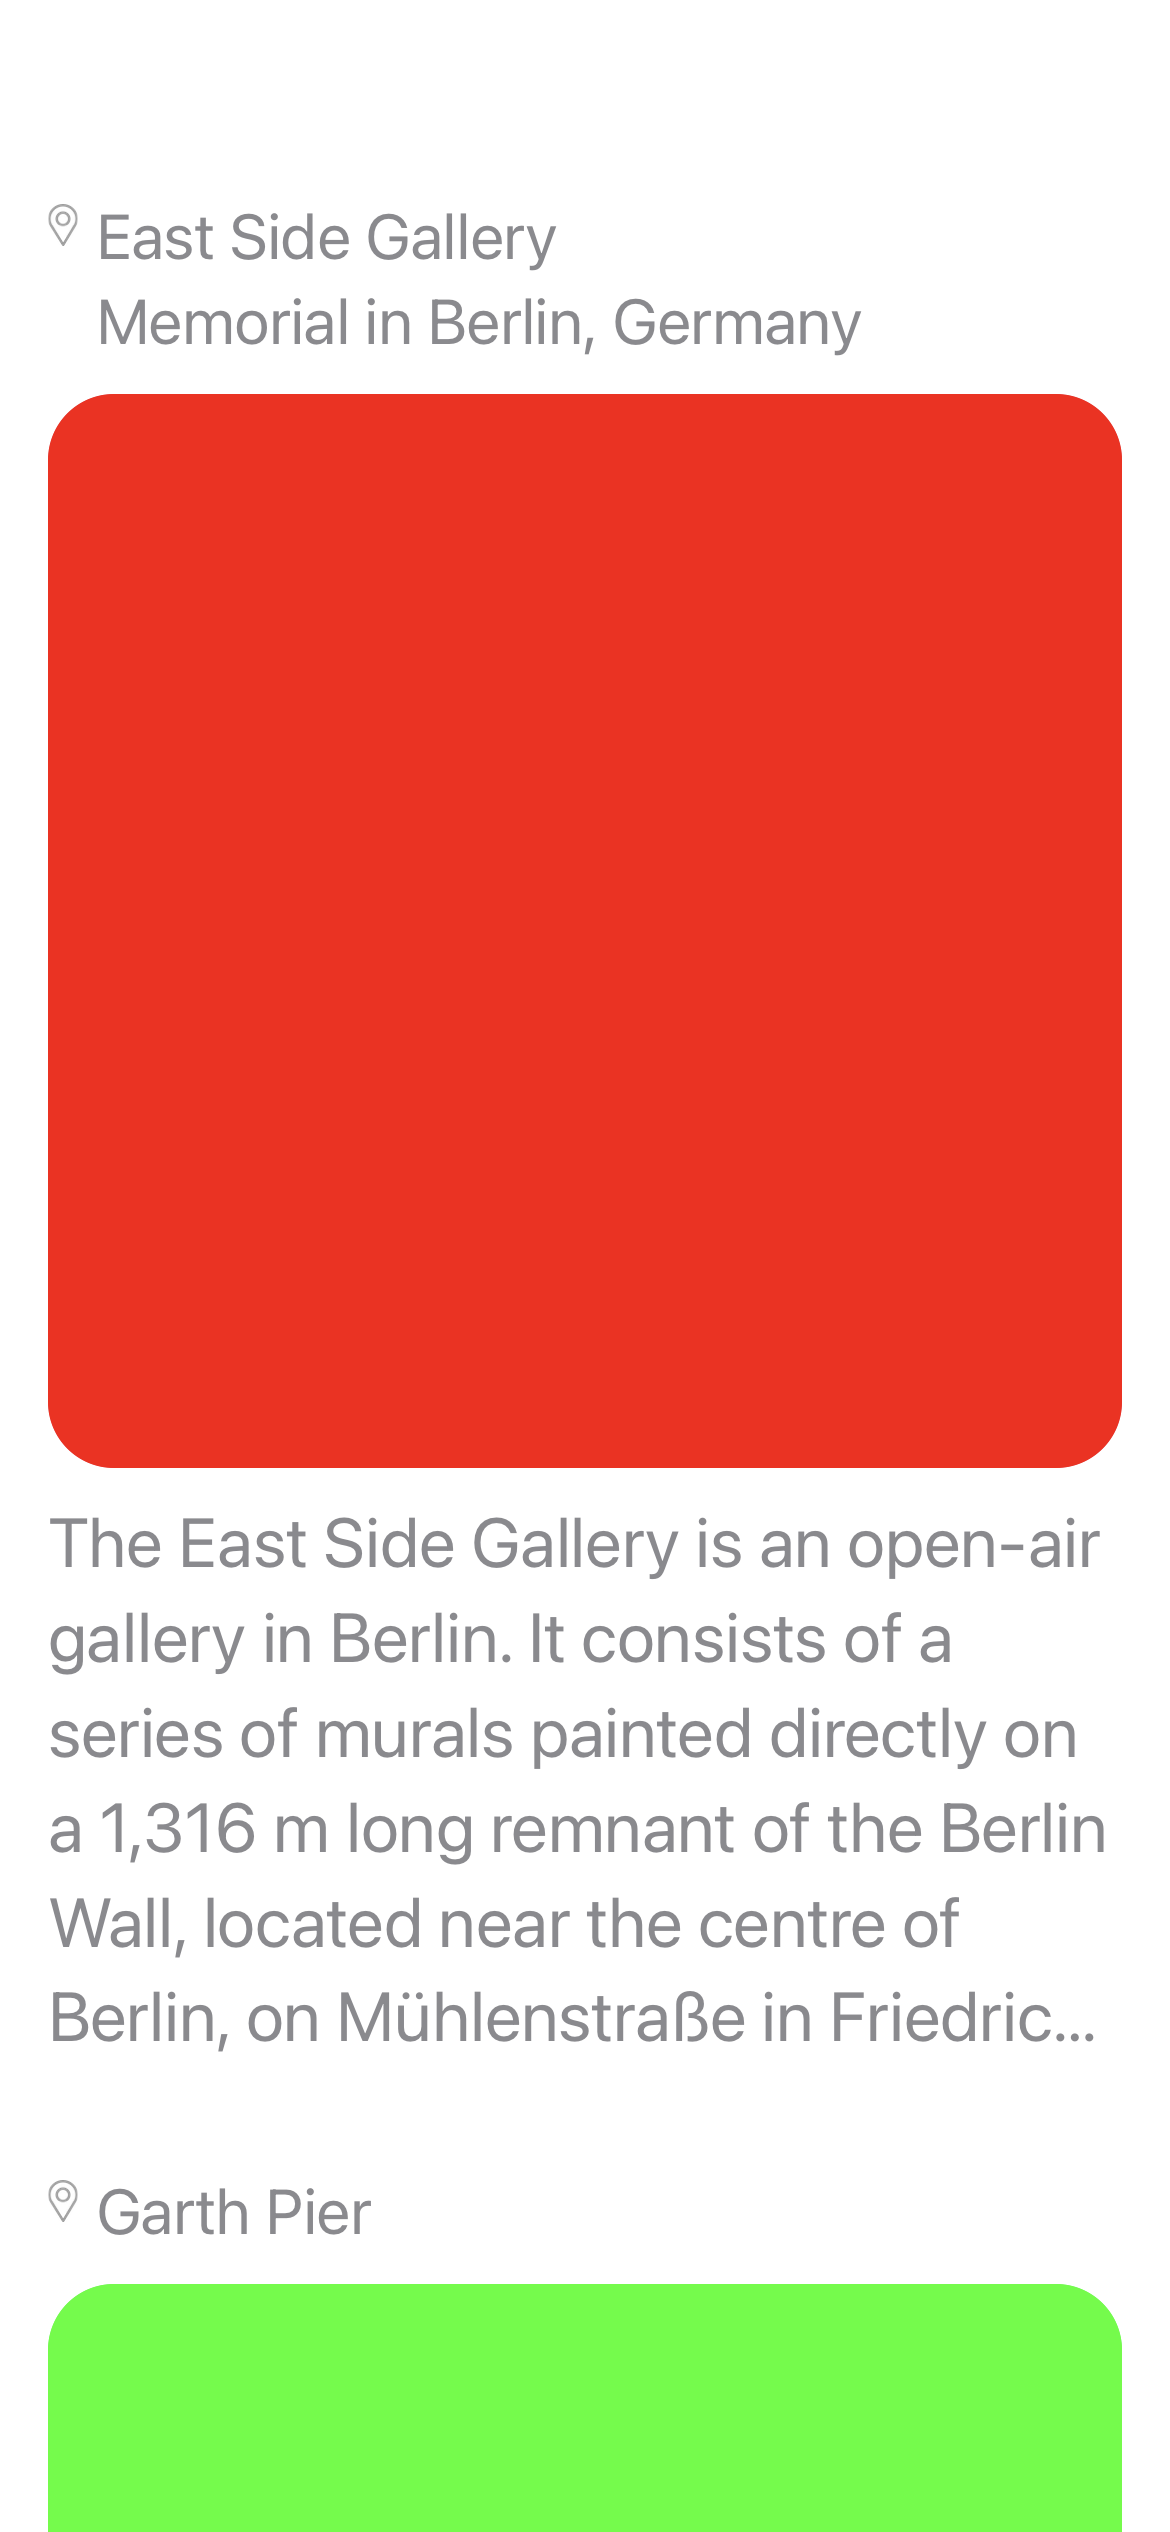 East Side Gallery
Memorial in Berlin, Germany
The East Side Gallery is an open-air
gallery in Berlin. It consists of a
series of murals painted directly on
a 1,316 m long remnant of the Berlin
Wall, located near the centre of
Berlin, on Mühlenstraße in Friedric...
Garth Pier